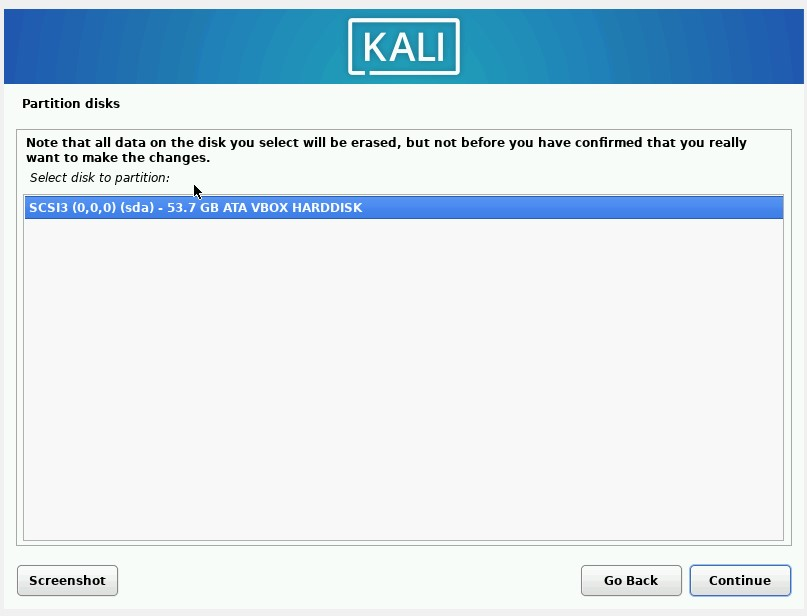 KALI
Partition disks
Note that all data on the disk you select will be erased, but not before you have confirmed that you really
want to make the changes.
Select disk to partition:
SCSI3 (0,0,0) (sda) - 53.7 GB ATA VBOX HARDDISK
Screenshot
Go Back
Continue